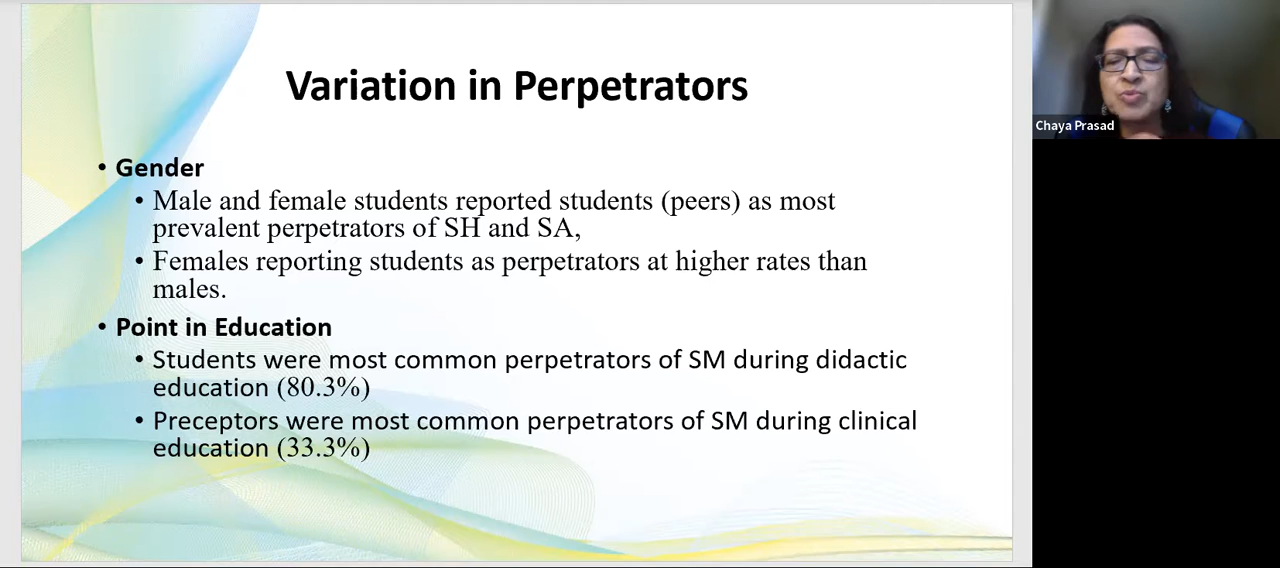 Variation in Perpetrators
• Gender
• Male and female students reported students (peers) as most
prevalent perpetrators of SH and SA,
• Females reporting students as perpetrators at higher rates than
males.
• Point in Education
• Students were most common perpetrators of SM during didactic
education (80.3%)
• Preceptors were most common perpetrators of SM during clinical
education (33.3%)
Chaya Prasad